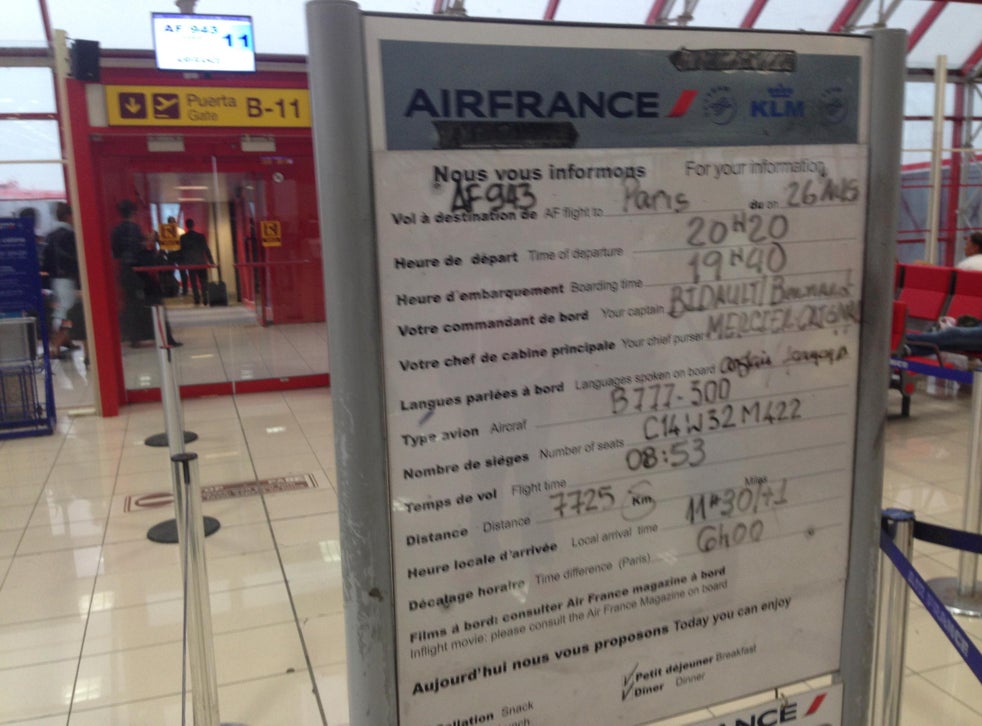 AF 943 11
Puerta
Gate
B-11
AIRFRANCE KLM
Nous vous informons For your information
AF943 Paris 26
Vol à destination de AF flight to du on
20H20
Heure de départ Time of departure
19H40
Heure d'embarquement Boarding time
BIDAULT/
Votre commandant de bord Your captain
MERCIER
Votre chef de cabine principale Your chief purser
Langues parlées à bord Languages spoken on board
B777-300
Type avion Aircraf
C14 W32 M422
Nombre de siéges Number of seats
08:53
Temps de vol Flight time
7725 Km Miles
Distance Distance
11H30/+1
Heure locale d'arrivée Local arrival time
6h00
Décalage horaire Time difference (Paris)
Films á bord: consulter Air France magazine à bord
Inflight movie: please consult the Air France Magazine on board
Aujourd'hui nous vous proposons Today you can enjoy
Petit déjeuner Breakfast
Dîner Dinner
Collation Snack
AIR FRANCE